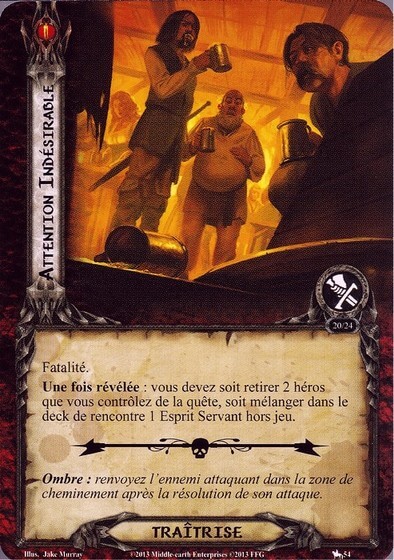 ATTENTION INDÉSIRABLE
20/24
Fatalité.
Une fois révélée : vous devez soit retirer 2 héros
que vous contrôlez de la quête, soit mélanger dans le
deck de rencontre 1 Esprit Servant hors jeu.
Ombre : renvoyez l'ennemi attaquant dans la zone de
cheminement après la résolution de son attaque.
TRAÎTRISE
Illus. Jake Murray ©2013 Middle-earth Enterprises ©2013 FFG 54